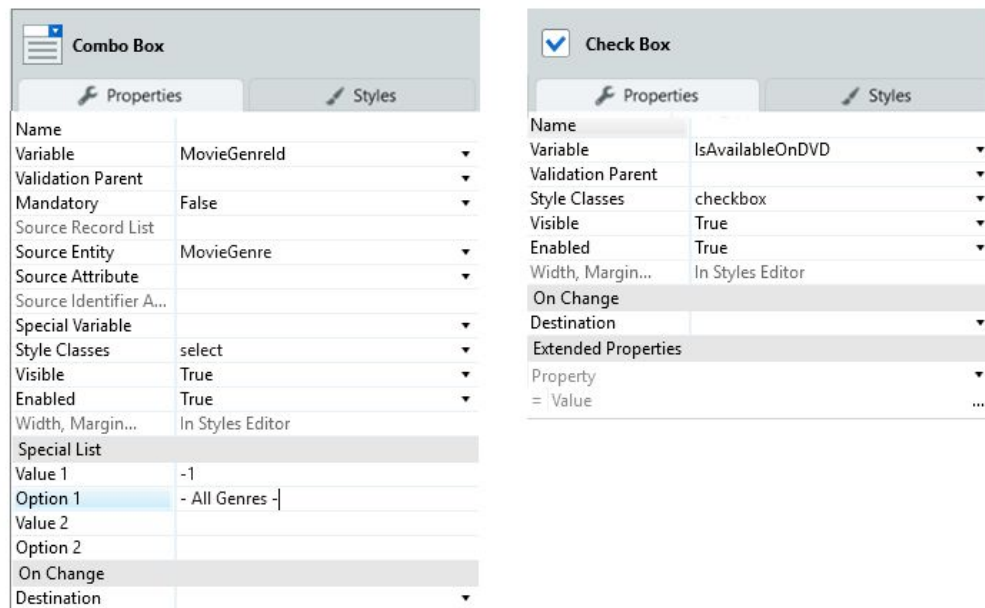 Combo Box
Properties Styles
Name
Variable MovieGenreId
Validation Parent
Mandatory False
Source Record List
Source Entity MovieGenre
Source Attribute
Source Identifier A...
Special Variable
Style Classes select
Visible True
Enabled True
Width, Margin... In Styles Editor
Special List
Value 1 -1
Option 1 - All Genres -
Value 2
Option 2
On Change
Destination
Check Box
Properties Styles
Name
Variable IsAvailableOnDVD
Validation Parent
Style Classes checkbox
Visible True
Enabled True
Width, Margin... In Styles Editor
On Change
Destination
Extended Properties
Property
= Value ...